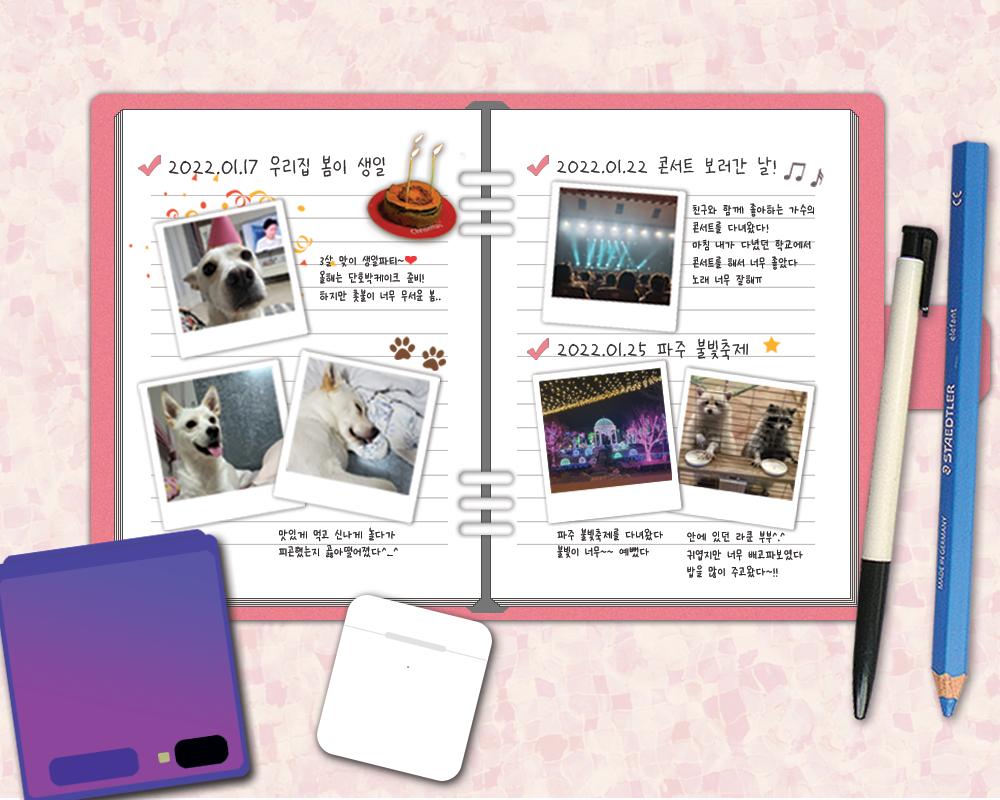 2022.01.17 우리집 봄이 생일
Christmas
3살 맞이 생일파티~
올해는 단호박케이크 준비!
하지만 촛불이 너무 무서운 봄..
맛있게 먹고 신나게 놀다가
피곤했는지 곯아떨어졌다^_^
2022.01.22 콘서트 보러간 날!
친구와 함께 좋아하는 가수의
콘서트를 다녀왔다!
마침 내가 다녔던 학교에서
콘서트를 해서 너무 좋았다
노래 너무 잘해ㅠ
2022.01.25 파주 불빛축제
파주 불빛축제를 다녀왔다
불빛이 너무~~ 예뻤다
안에 있던 라쿤 부부^.^
귀엽지만 너무 배고파보였다
밥을 많이 주고왔다~!!
CE
elefant
STAEDTLER
MADE IN GERMANY